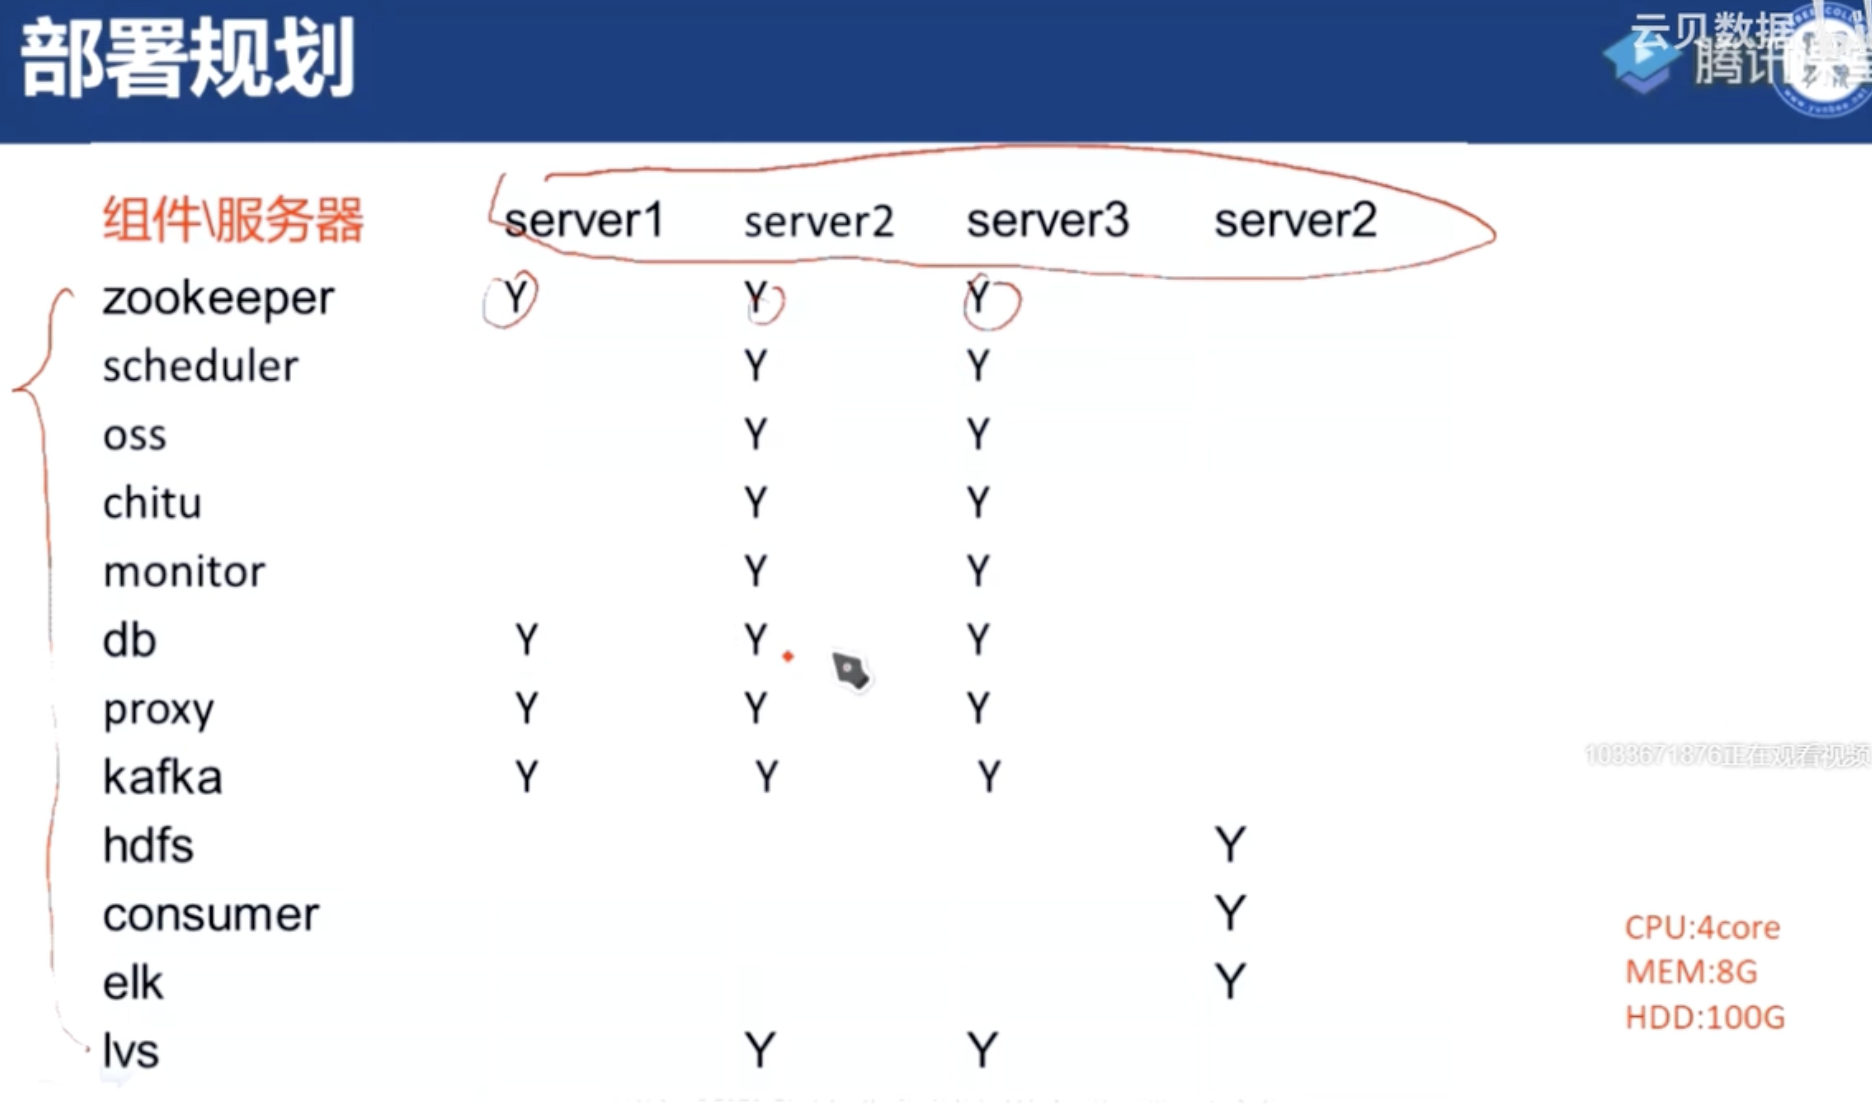 部署规划
云贝数据
腾讯课堂
组件\服务器 server1 server2 server3 server2
zookeeper Y Y Y
scheduler Y Y
oss Y Y
chitu Y Y
monitor Y Y
db Y Y Y
proxy Y Y Y
kafka Y Y Y
1033671876正在观看视频
hdfs Y
consumer Y
elk Y
lvs Y Y
CPU:4core
MEM:8G
HDD:100G